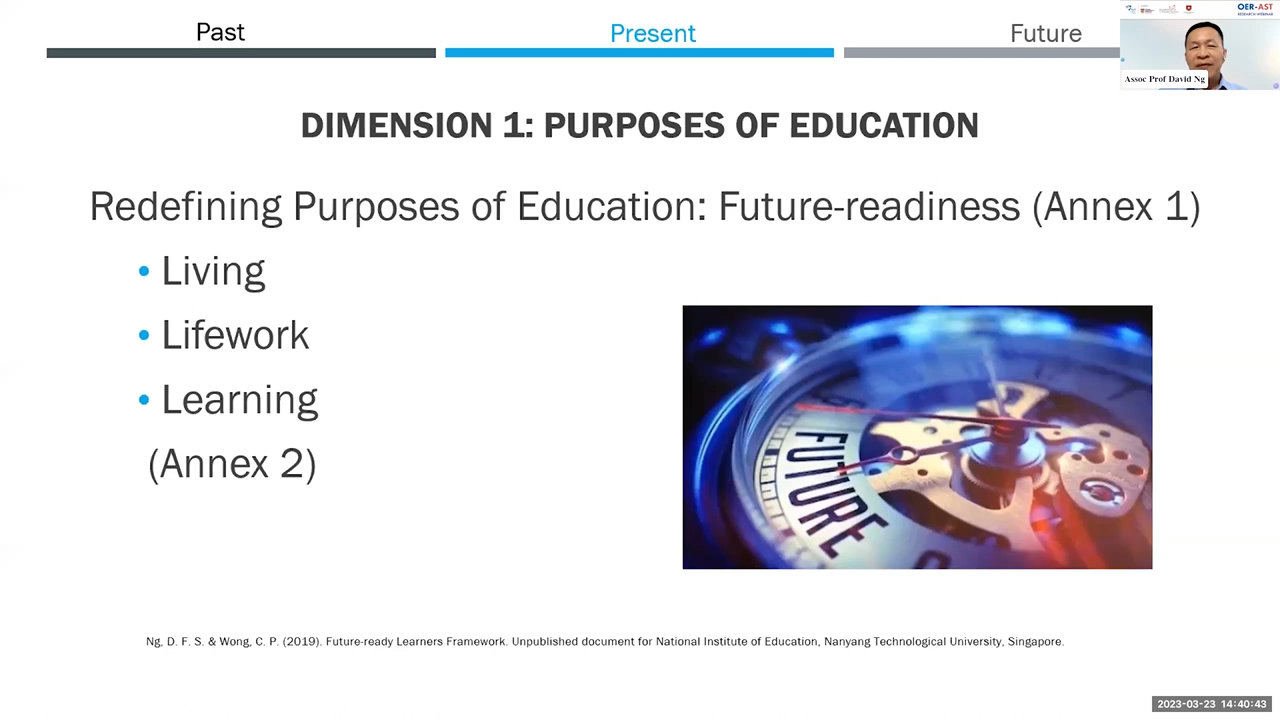 Past
Present
Future
OER-AST
RESEARCH WEBINAR
Assoc Prof David Ng
DIMENSION 1: PURPOSES OF EDUCATION
Redefining Purposes of Education: Future-readiness (Annex 1)
• Living
• Lifework
• Learning
(Annex 2)
FUTURE
Ng, D. F. S. & Wong, C. P. (2019). Future-ready Learners Framework. Unpublished document for National Institute of Education, Nanyang Technological University, Singapore.
2023-03-23 14:40:43